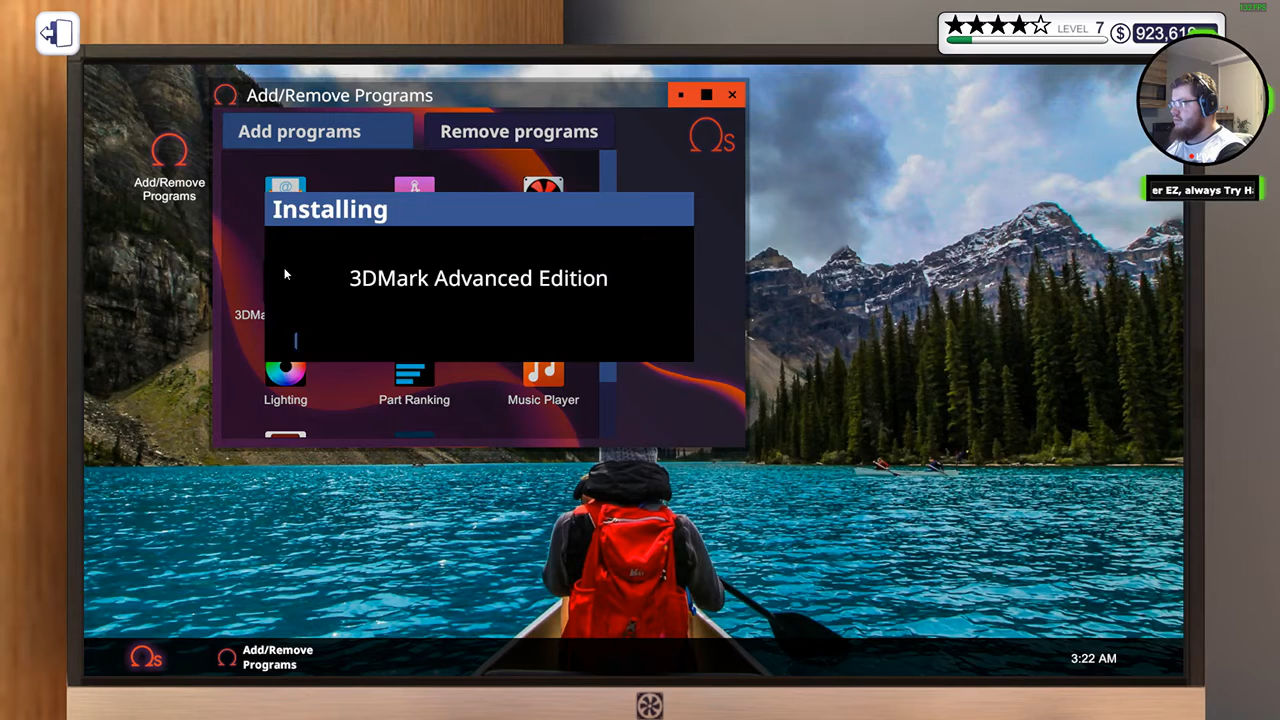 LEVEL 7
$ 923,61
er EZ, always Try H
Add/Remove Programs
Add programs
Remove programs
Add/Remove
Programs
Installing
3DMark Advanced Edition
3DMa
Lighting
Part Ranking
Music Player
Add/Remove
Programs
3:22 AM